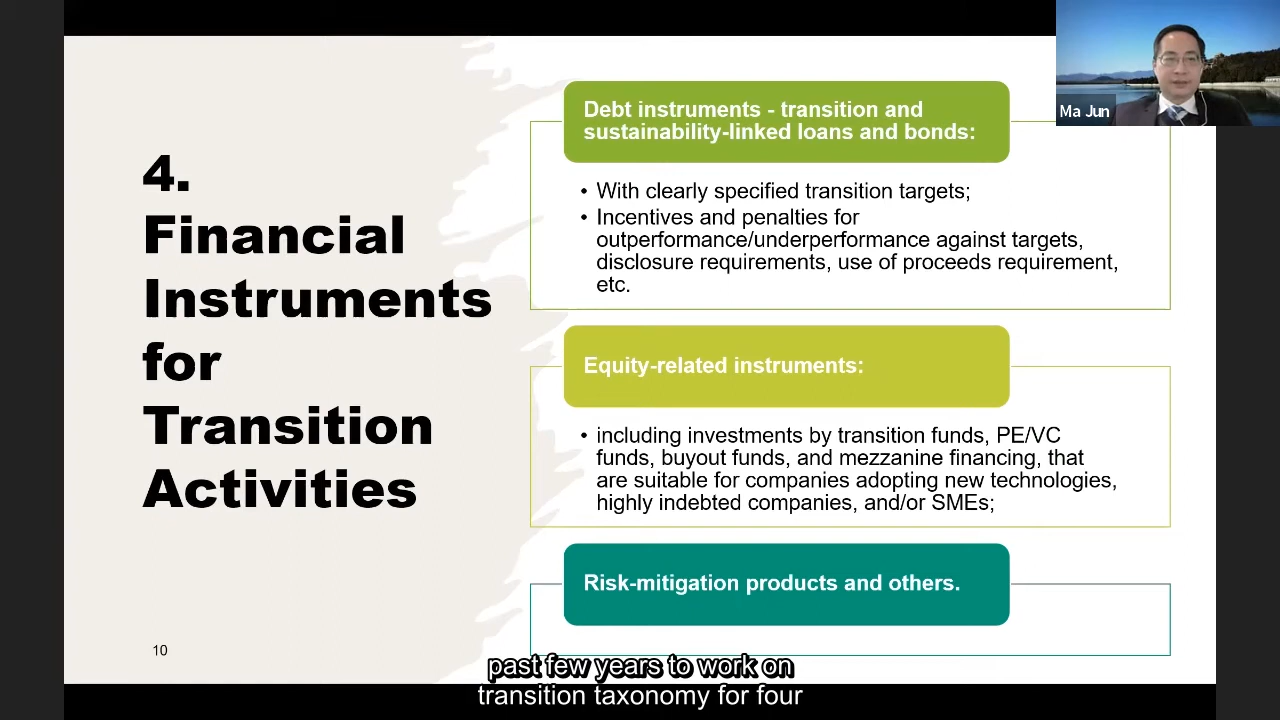 4.
Financial
Instruments
for
Transition
Activities
10
Debt instruments - transition and
sustainability-linked loans and bonds:
• With clearly specified transition targets;
• Incentives and penalties for
outperformance/underperformance against targets,
disclosure requirements, use of proceeds requirement,
etc.
Equity-related instruments:
• including investments by transition funds, PE/VC
funds, buyout funds, and mezzanine financing, that
are suitable for companies adopting new technologies,
highly indebted companies, and/or SMEs;
Risk-mitigation products and others.
Ma Jun
past few years to work on
transition taxonomy for four